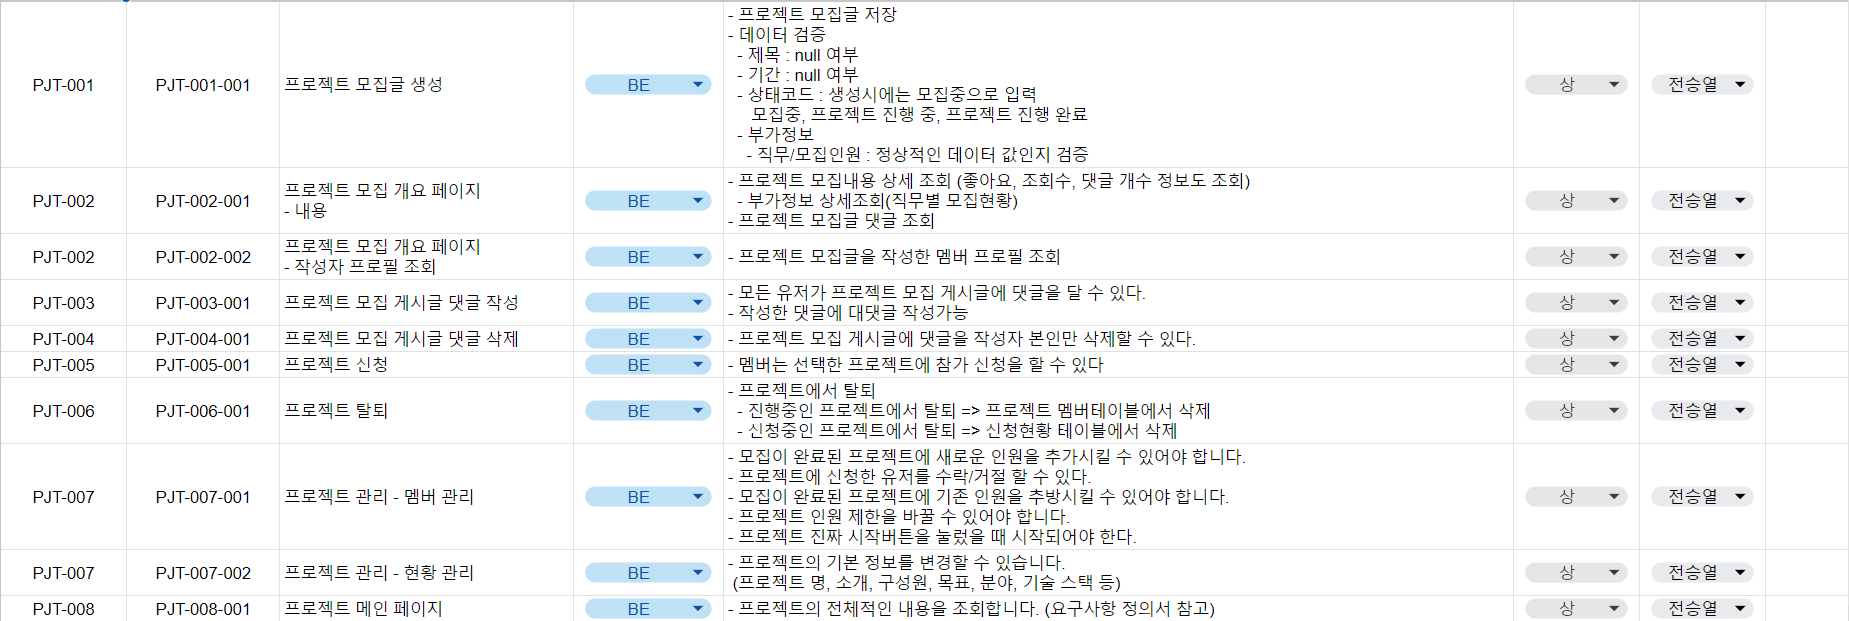 PJT-001 PJT-001-001 프로젝트 모집글 생성 BE
- 프로젝트 모집글 저장
- 데이터 검증
- 제목 : null 여부
- 기간 : null 여부
- 상태코드 : 생성시에는 모집중으로 입력
모집중, 프로젝트 진행 중, 프로젝트 진행 완료
- 부가정보
- 직무/모집인원 : 정상적인 데이터 값인지 검증
상 전승열
PJT-002 PJT-002-001
프로젝트 모집 개요 페이지
- 내용
BE
- 프로젝트 모집내용 상세 조회 (좋아요, 조회수, 댓글 개수 정보도 조회)
- 부가정보 상세조회(직무별 모집현황)
- 프로젝트 모집글 댓글 조회
상 전승열
PJT-002 PJT-002-002
프로젝트 모집 개요 페이지
- 작성자 프로필 조회
BE
- 프로젝트 모집글을 작성한 멤버 프로필 조회
상 전승열
PJT-003 PJT-003-001 프로젝트 모집 게시글 댓글 작성 BE
- 모든 유저가 프로젝트 모집 게시글에 댓글을 달 수 있다.
- 작성한 댓글에 대댓글 작성가능
상 전승열
PJT-004 PJT-004-001 프로젝트 모집 게시글 댓글 삭제 BE - 프로젝트 모집 게시글에 댓글을 작성자 본인만 삭제할 수 있다. 상 전승열
PJT-005 PJT-005-001 프로젝트 신청 BE - 멤버는 선택한 프로젝트에 참가 신청을 할 수 있다 상 전승열
PJT-006 PJT-006-001 프로젝트 탈퇴 BE
- 프로젝트에서 탈퇴
- 진행중인 프로젝트에서 탈퇴 => 프로젝트 멤버테이블에서 삭제
- 신청중인 프로젝트에서 탈퇴 => 신청현황 테이블에서 삭제
상 전승열
PJT-007 PJT-007-001 프로젝트 관리 - 멤버 관리 BE
- 모집이 완료된 프로젝트에 새로운 인원을 추가시킬 수 있어야 합니다.
- 프로젝트에 신청한 유저를 수락/거절 할 수 있다.
- 모집이 완료된 프로젝트에 기존 인원을 추방시킬 수 있어야 합니다.
- 프로젝트 인원 제한을 바꿀 수 있어야 합니다.
- 프로젝트 진짜 시작버튼을 눌렀을 때 시작되어야 한다.
상 전승열
PJT-007 PJT-007-002 프로젝트 관리 - 현황 관리 BE
- 프로젝트의 기본 정보를 변경할 수 있습니다.
(프로젝트 명, 소개, 구성원, 목표, 분야, 기술 스택 등)
상 전승열
PJT-008 PJT-008-001 프로젝트 메인 페이지 BE - 프로젝트의 전체적인 내용을 조회합니다. (요구사항 정의서 참고) 상 전승열